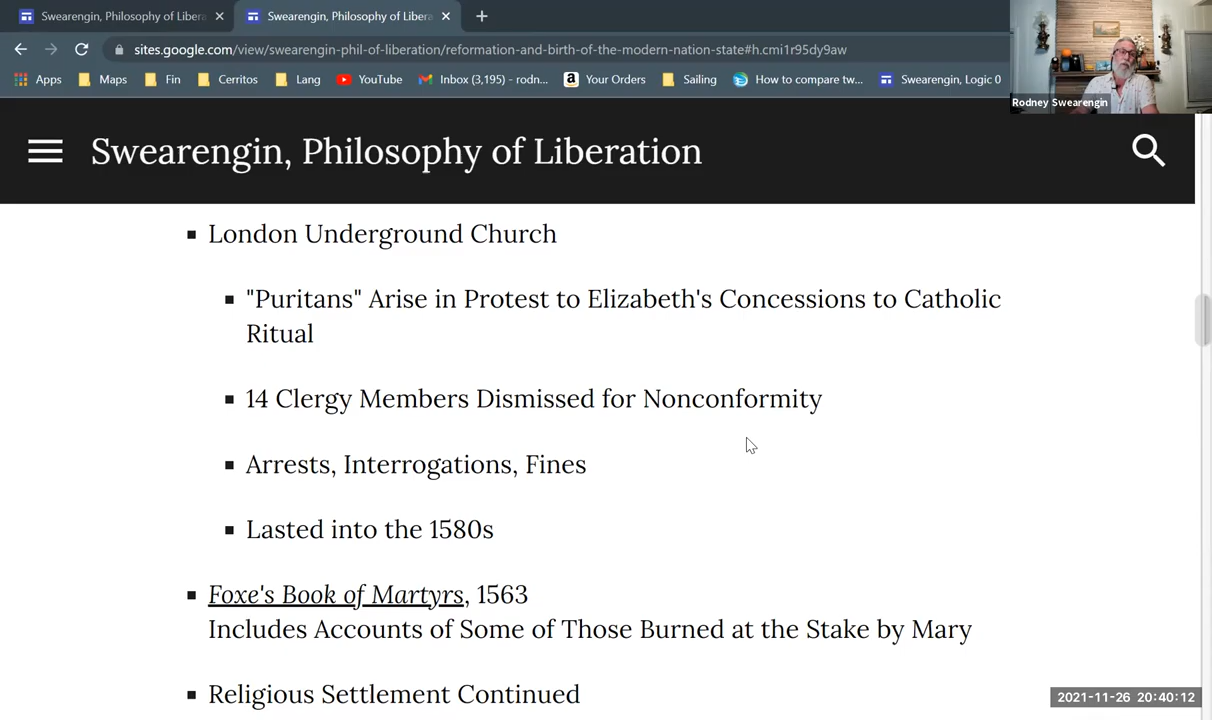 Swearengin, Philosophy of Libera
Swearengin, Philosophy of Libera
sites.google.com/view/swearengin-phil-of-liberation/reformation-and-birth-of-the-modern-nation-state#h.cmi1r95dy9aw
Apps Maps Fin Cerritos Lang YouTube Inbox (3,195) - rodn... Your Orders Sailing How to compare tw... Swearengin, Logic 0
Rodney Swearengin
Swearengin, Philosophy of Liberation
London Underground Church
"Puritans" Arise in Protest to Elizabeth's Concessions to Catholic
Ritual
14 Clergy Members Dismissed for Nonconformity
Arrests, Interrogations, Fines
Lasted into the 1580s
Foxe's Book of Martyrs, 1563
Includes Accounts of Some of Those Burned at the Stake by Mary
Religious Settlement Continued
2021-11-26 20:40:12